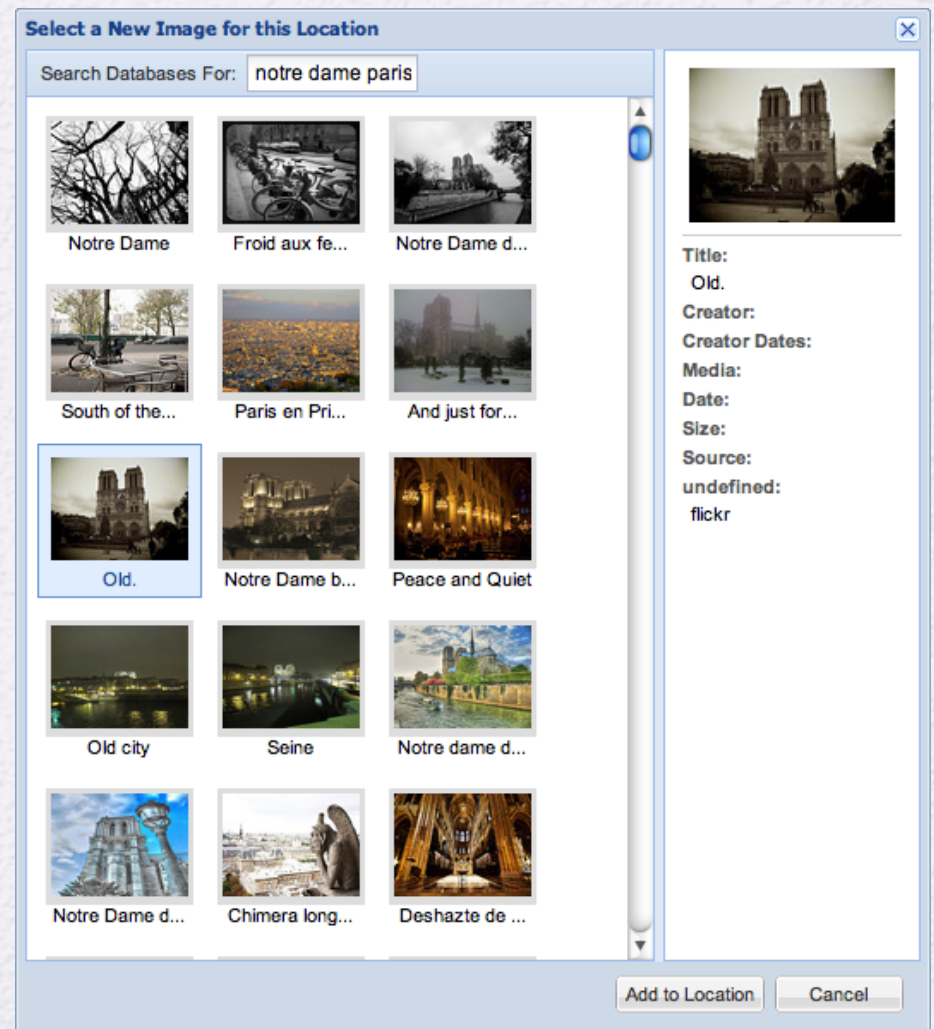 Select a New Image for this Location
Search Databases For: notre dame paris
Notre Dame
Froid aux fe...
Notre Dame d...
South of the...
Paris en Pri...
And just for...
Old.
Notre Dame b...
Peace and Quiet
Old city
Seine
Notre dame d...
Notre Dame d...
Chimera long...
Deshazte de ...
Title:
Old.
Creator:
Creator Dates:
Media:
Date:
Size:
Source:
undefined:
flickr
Add to Location
Cancel